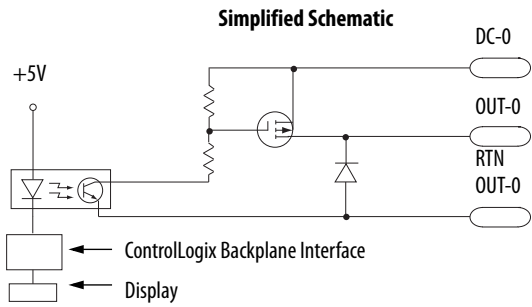 Simplified Schematic
DC-0
+5V
OUT-0
RTN
OUT-0
ControlLogix Backplane Interface
Display